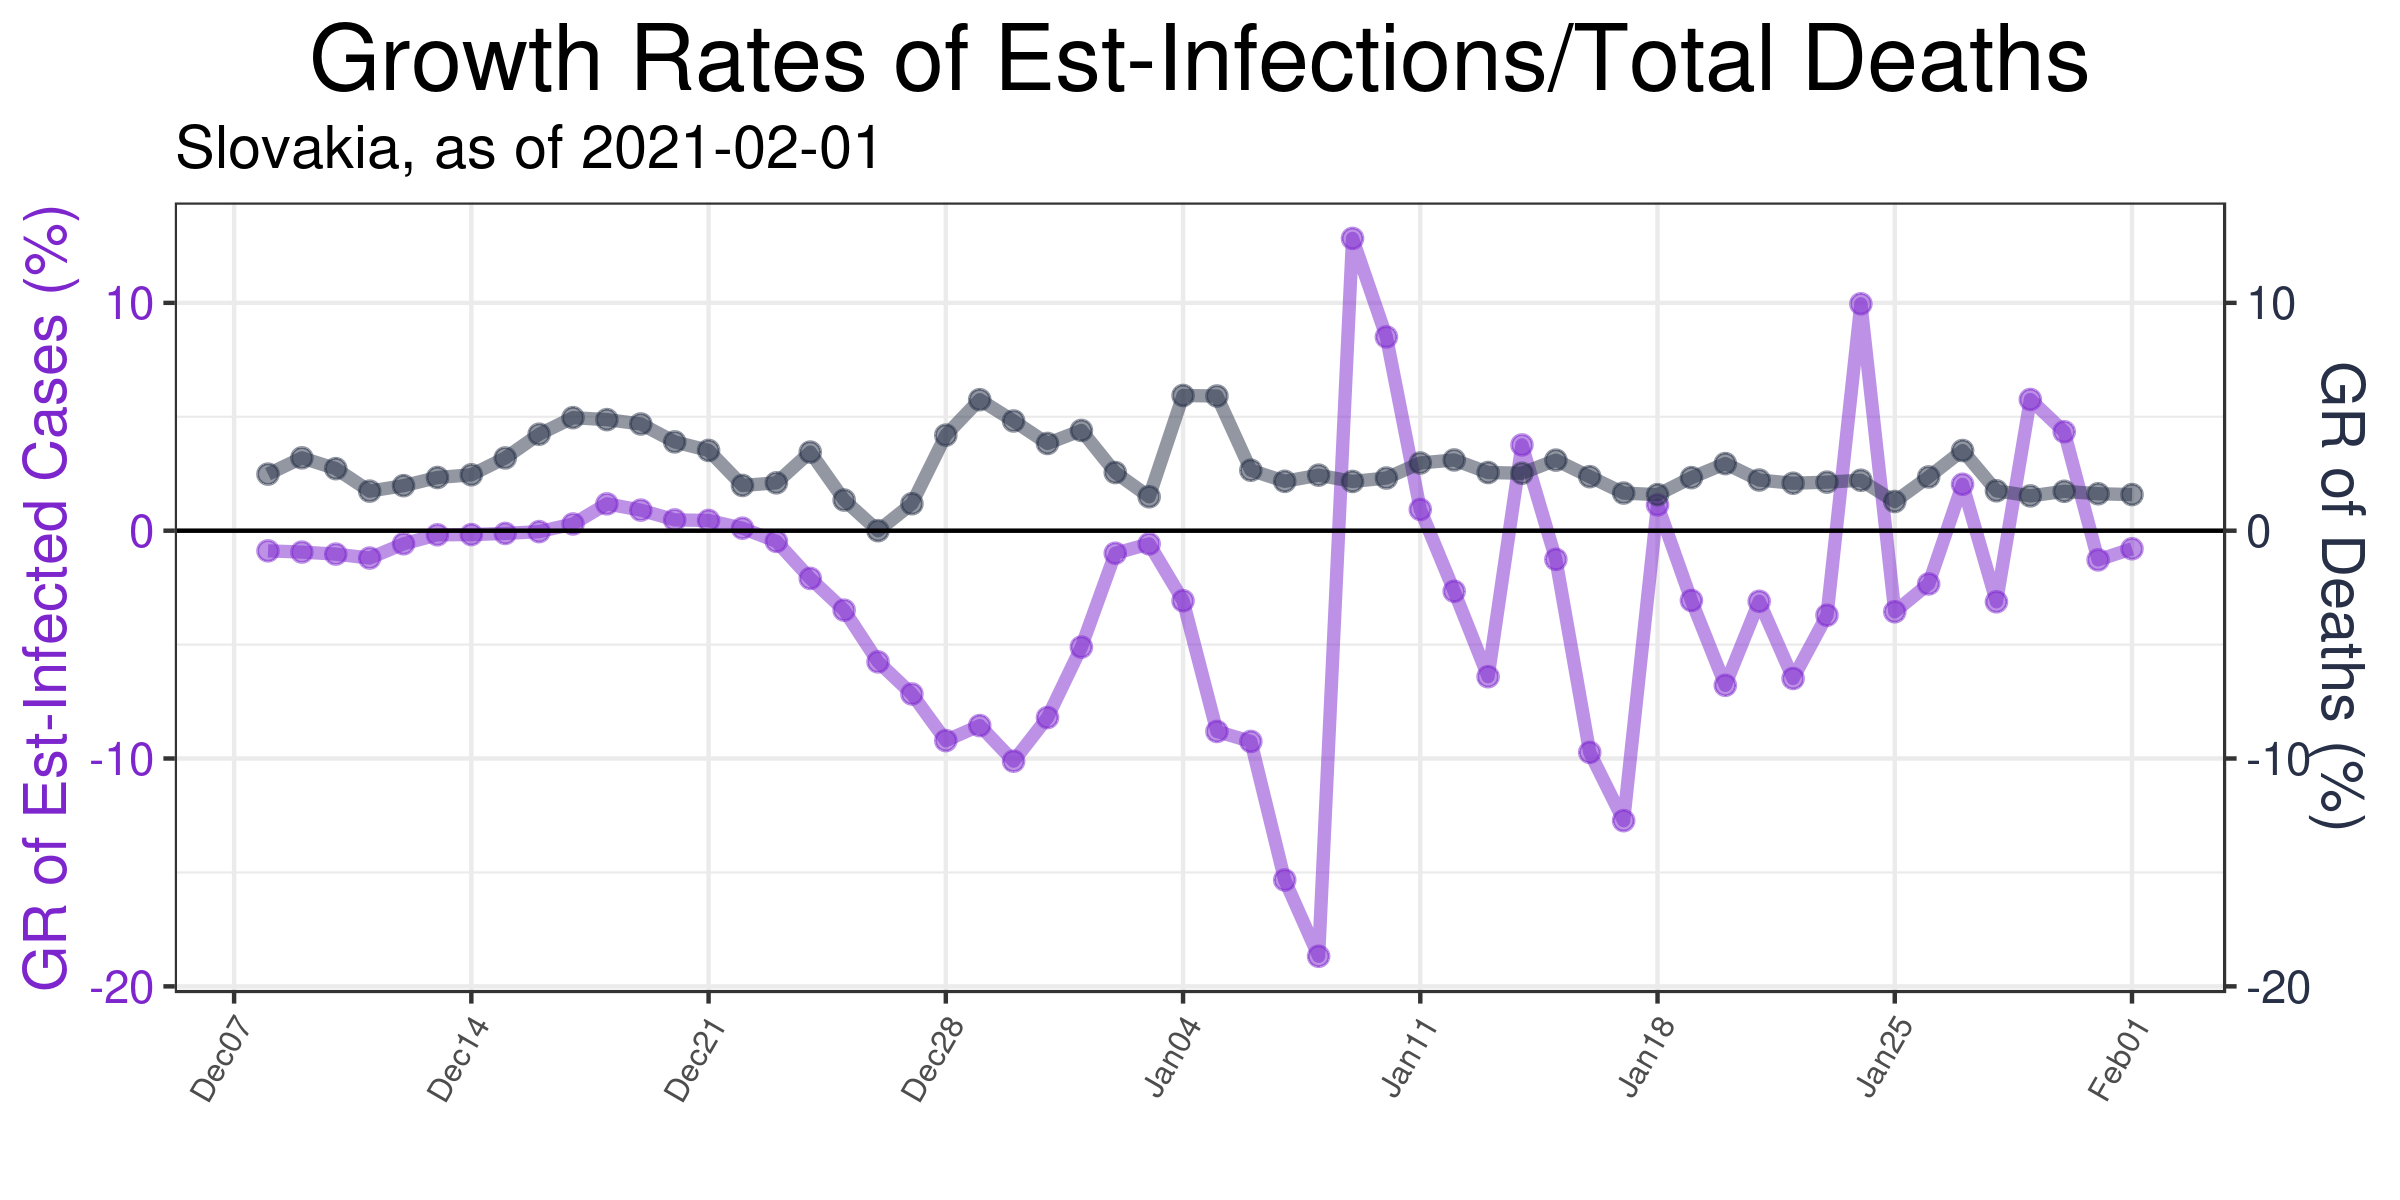 Growth Rates of Est-Infections/Total Deaths
Slovakia, as of 2021-02-01
GR of Est-Infected Cases (%)
10
0
-10
-20
10
0
-10
-20
GR of Deaths (%)
Dec07
Dec14
Dec21
Dec28
Jan04
Jan11
Jan18
Jan25
Feb01